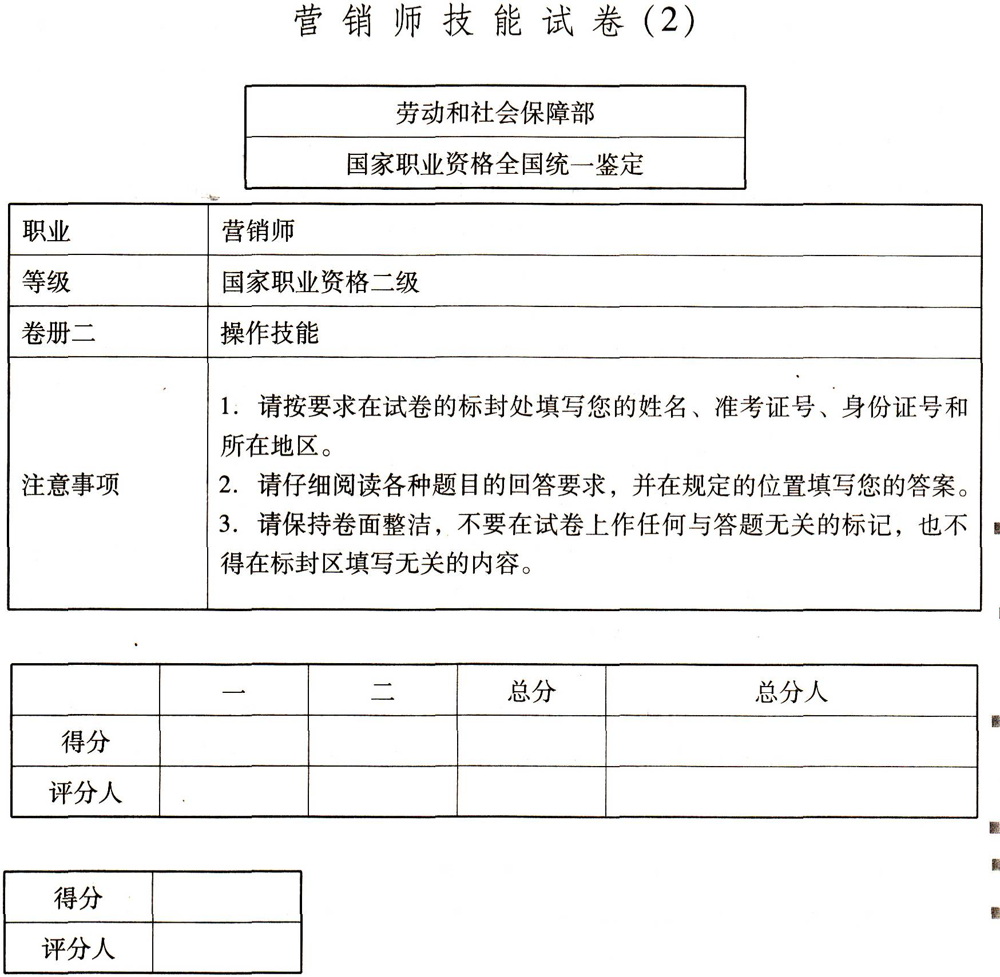 营销师技能试卷(2)
劳动和社会保障部
国家职业资格全国统一鉴定
职业 营销师
等级 国家职业资格二级
卷册二 操作技能
注意事项
1. 请按要求在试卷的标封处填写您的姓名、准考证号、身份证号和
所在地区。
2. 请仔细阅读各种题目的回答要求，并在规定的位置填写您的答案。
3. 请保持卷面整洁，不要在试卷上作任何与答题无关的标记，也不
得在标封区填写无关的内容。
一 二 总分 总分人
得分
评分人
得分
评分人